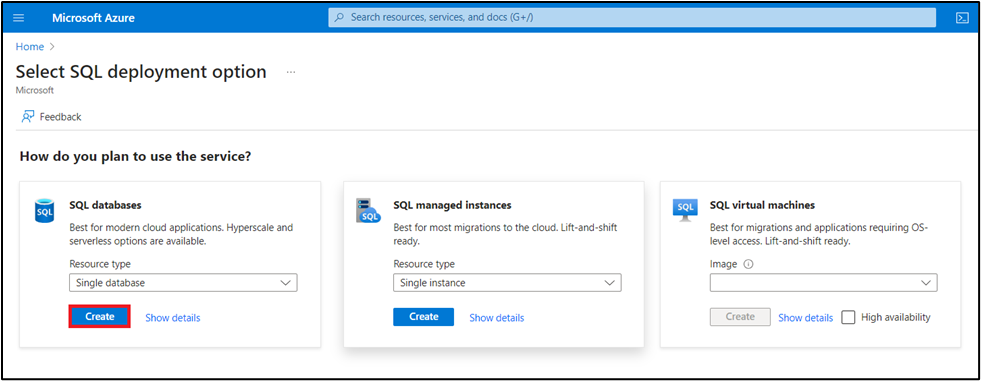 Microsoft Azure
Search resources, services, and docs (G+/)
Home
Select SQL deployment option
...
Microsoft
Feedback
How do you plan to use the service?
SQL
SQL databases
Best for modern cloud applications. Hyperscale and
serverless options are available.
Resource type
Single database
Create
Show details
SQL
SQL managed instances
Best for most migrations to the cloud. Lift-and-shift
ready.
Resource type
Single instance
Create
Show details
SQL
SQL virtual machines
Best for migrations and applications requiring OS-
level access. Lift-and-shift ready.
Image
Create
Show details
High availability